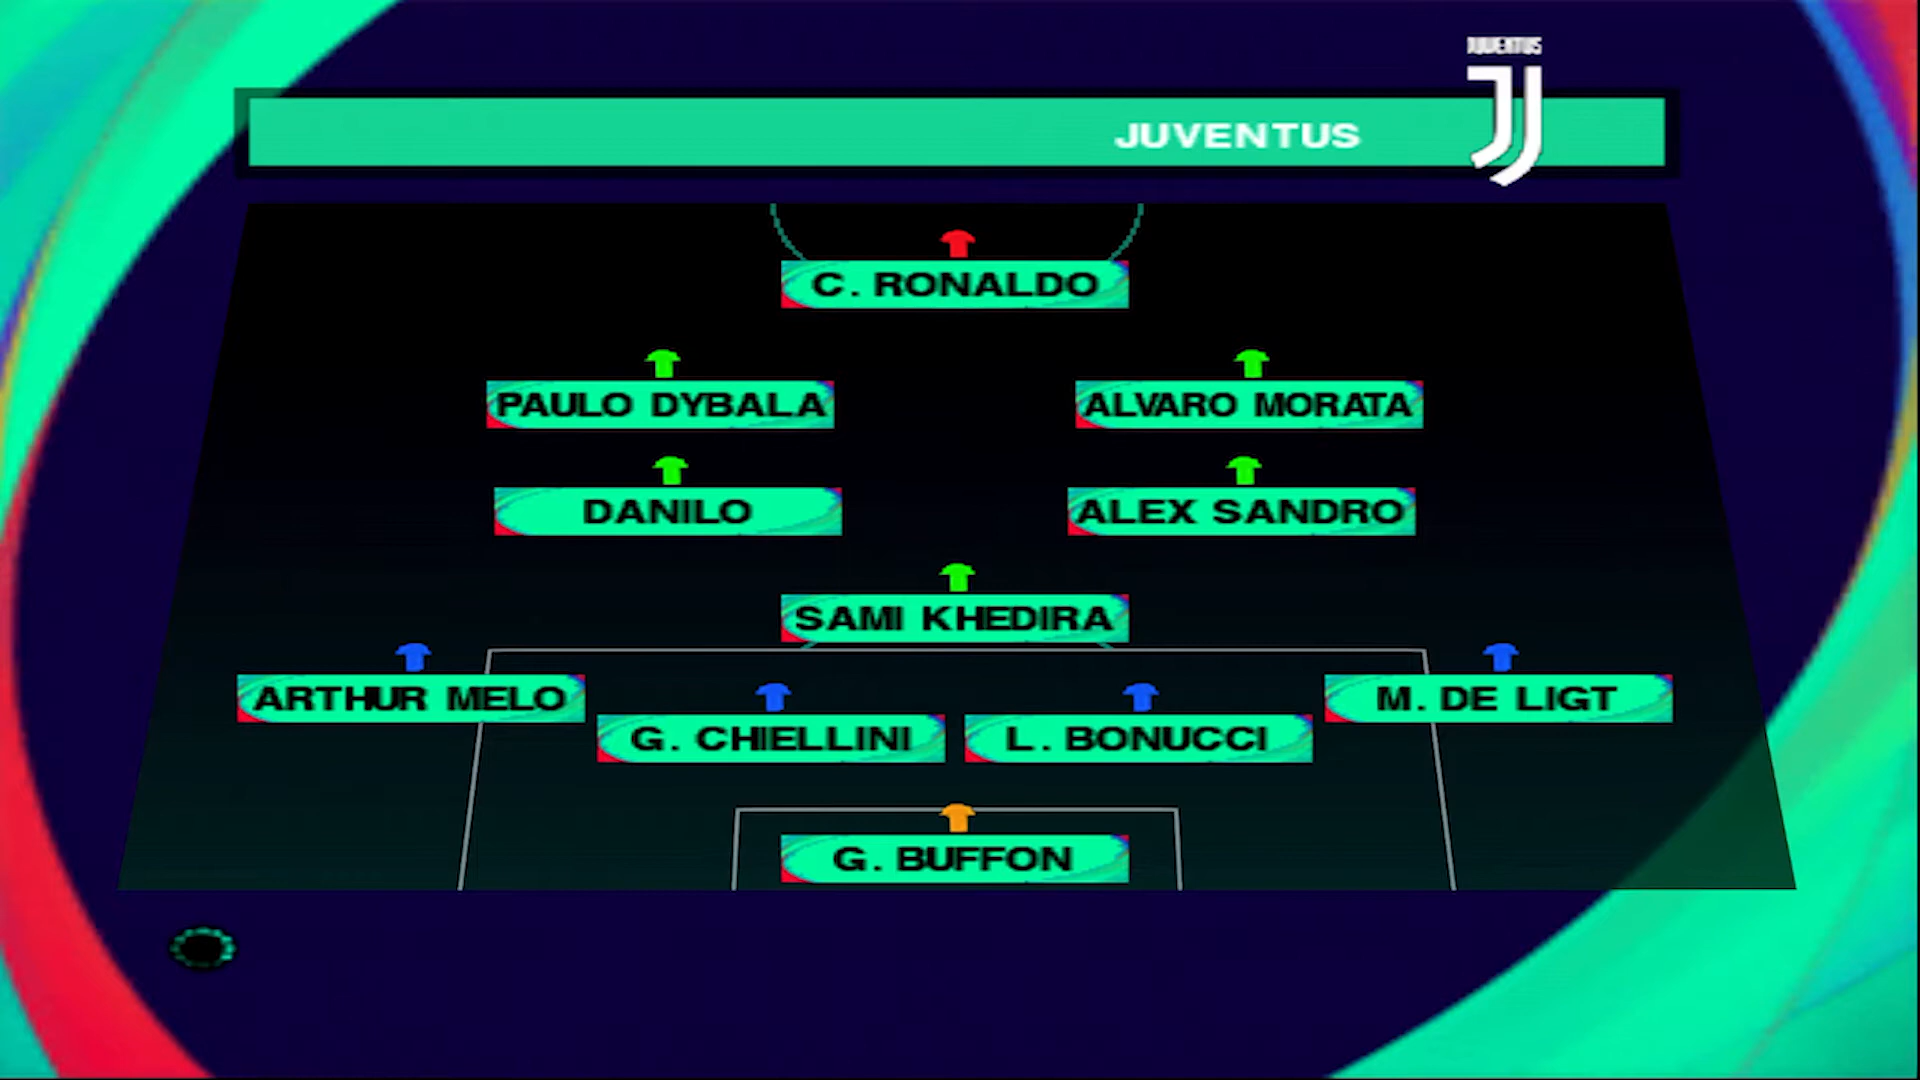 JUVENTUS
JUVENTUS
C. RONALDO
PAULO DYBALA
ALVARO MORATA
DANILO
ALEX SANDRO
SAMI KHEDIRA
ARTHUR MELO
M. DE LIGT
G. CHIELLINI
L. BONUCCI
G. BUFFON